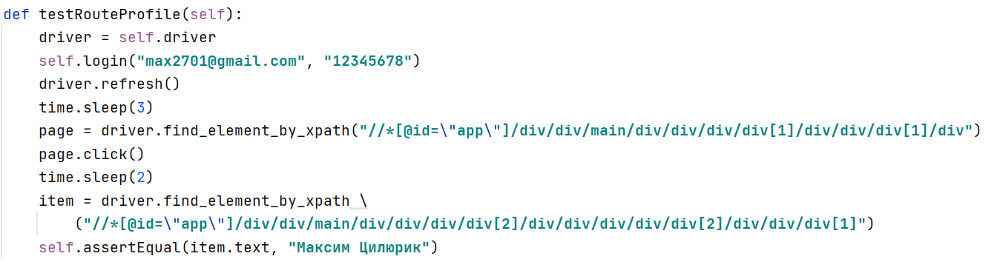 def testRouteProfile(self):
    driver = self.driver
    self.login("max2701@gmail.com", "12345678")
    driver.refresh()
    time.sleep(3)
    page = driver.find_element_by_xpath("//*[@id=\"app\"]/div/div/main/div/div/div/div[1]/div/div/div[1]/div")
    page.click()
    time.sleep(2)
    item = driver.find_element_by_xpath \
        ("//*[@id=\"app\"]/div/div/main/div/div/div/div[2]/div/div/div/div/div[2]/div/div/div[1]")
    self.assertEqual(item.text, "Максим Цилюрик")